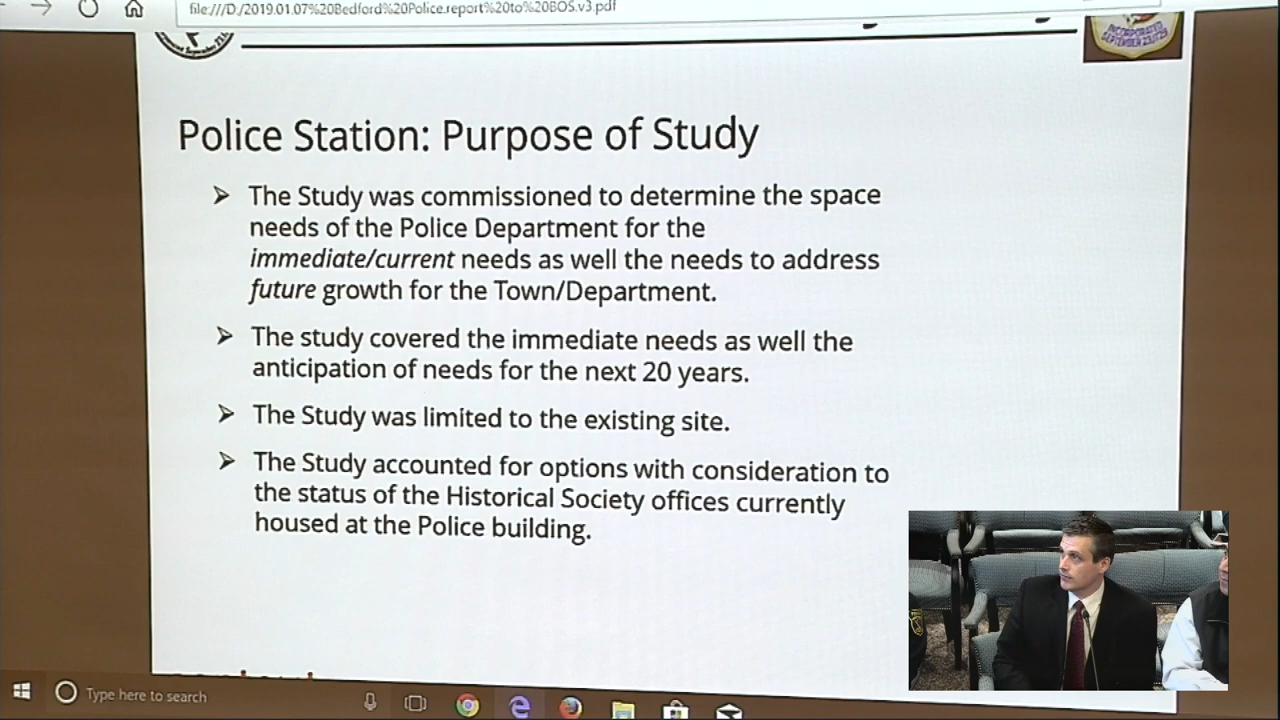 file:///D:/2019.01.07%20Bedford%20Police.report%20to%20BOS.v3.pdf
INCORPORATED
SEPTEMBER 23,1729
Police Station: Purpose of Study
The Study was commissioned to determine the space
needs of the Police Department for the
immediate/current needs as well the needs to address
future growth for the Town/Department.
The study covered the immediate needs as well the
anticipation of needs for the next 20 years.
The Study was limited to the existing site.
The Study accounted for options with consideration to
the status of the Historical Society offices currently
housed at the Police building.
Type here to search